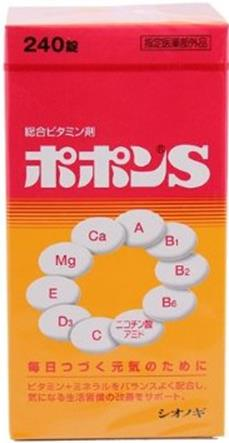 240錠
指定医薬部外品
総合ビタミン剤
ポポン®S
Ca
A
B₁
Mg
B₂
E
B₆
D₃
C
ニコチン酸
アミド
毎日つづく元気のために
ビタミン+ミネラルをバランスよく配合し、
気になる生活習慣の改善をサポート。
シオノギ